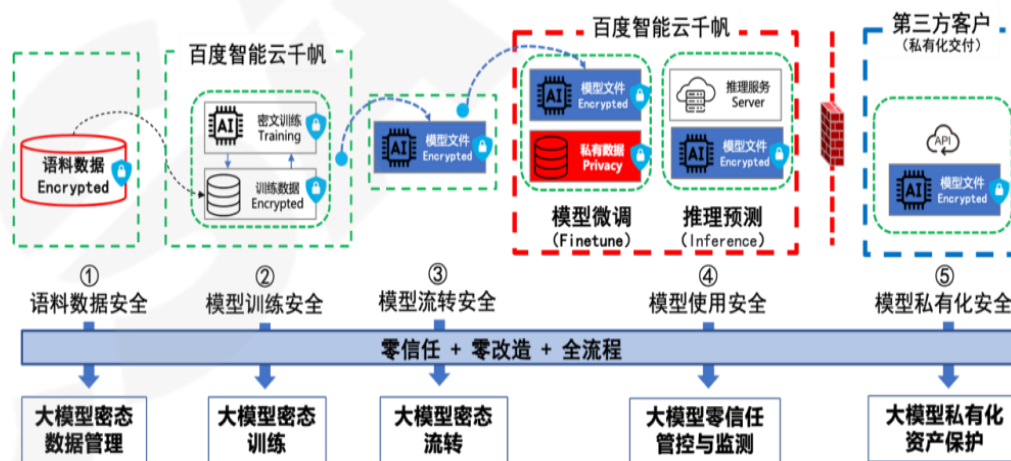 百度智能云千帆
百度智能云千帆
第三方客户
(私有化交付)
语料数据
Encrypted
AI
密文训练
Training
训练数据
Encrypted
AI
模型文件
Encrypted
AI
模型文件
Encrypted
私有数据
Privacy
模型微调
(Finetune)
推理服务
Server
AI
模型文件
Encrypted
推理预测
(Inference)
API
AI
模型文件
Encrypted
①
语料数据安全
②
模型训练安全
③
模型流转安全
④
模型使用安全
⑤
模型私有化安全
零信任 + 零改造 + 全流程
大模型密态
数据管理
大模型密态
训练
大模型密态
流转
大模型零信任
管控与监测
大模型私有化
资产保护